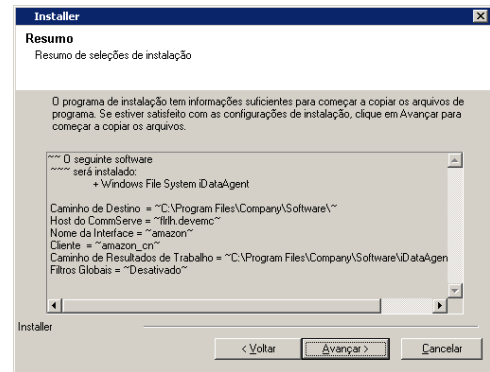 Installer
Resumo
Resumo de seleções de instalação
O programa de instalação tem informações suficientes para começar a copiar os arquivos de
programa. Se estiver satisfeito com as configurações de instalação, clique em Avançar para
começar a copiar os arquivos.
~~ O seguinte software
~~~ será instalado:
+ Windows File System iDataAgent
Caminho de Destino = ~C:\Program Files\Company\Software\~
Host do CommServe = ~flrlh.devemc~
Nome da Interface = ~amazon~
Cliente = ~amazon_cn~
Caminho de Resultados de Trabalho = ~C:\Program Files\Company\Software\iDataAgen
Filtros Globais = ~Desativado~
Installer
< Voltar
Avançar >
Cancelar